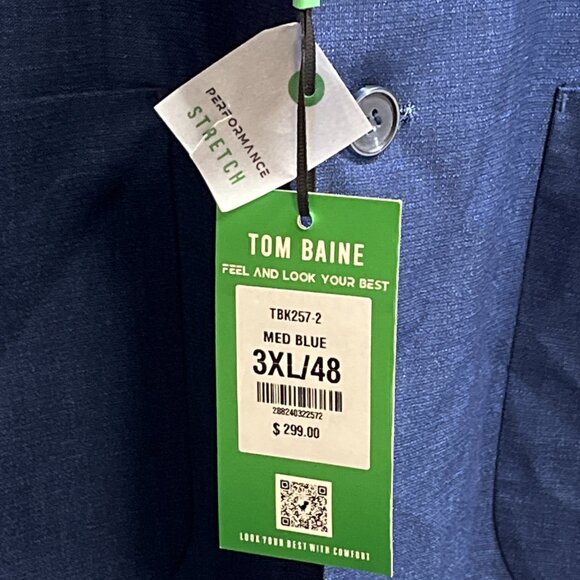 PERFORMANCE
STRETCH
TOM BAINE
FEEL AND LOOK YOUR BEST
TBK257-2
MED BLUE
3XL/48
288240322572
$ 299.00
LOOK YOUR BEST WITH COMFORT